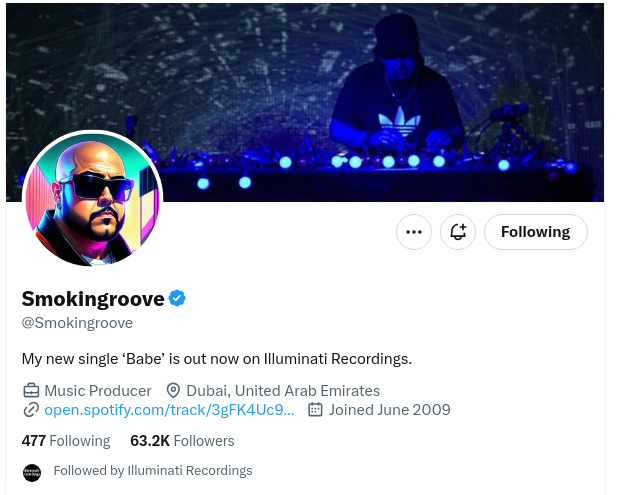 Following
Smokingroove
@Smokingroove
My new single ‘Babe’ is out now on Illuminati Recordings.
Music Producer Dubai, United Arab Emirates
open.spotify.com/track/3gFK4Uc9... Joined June 2009
477 Following 63.2K Followers
Followed by Illuminati Recordings